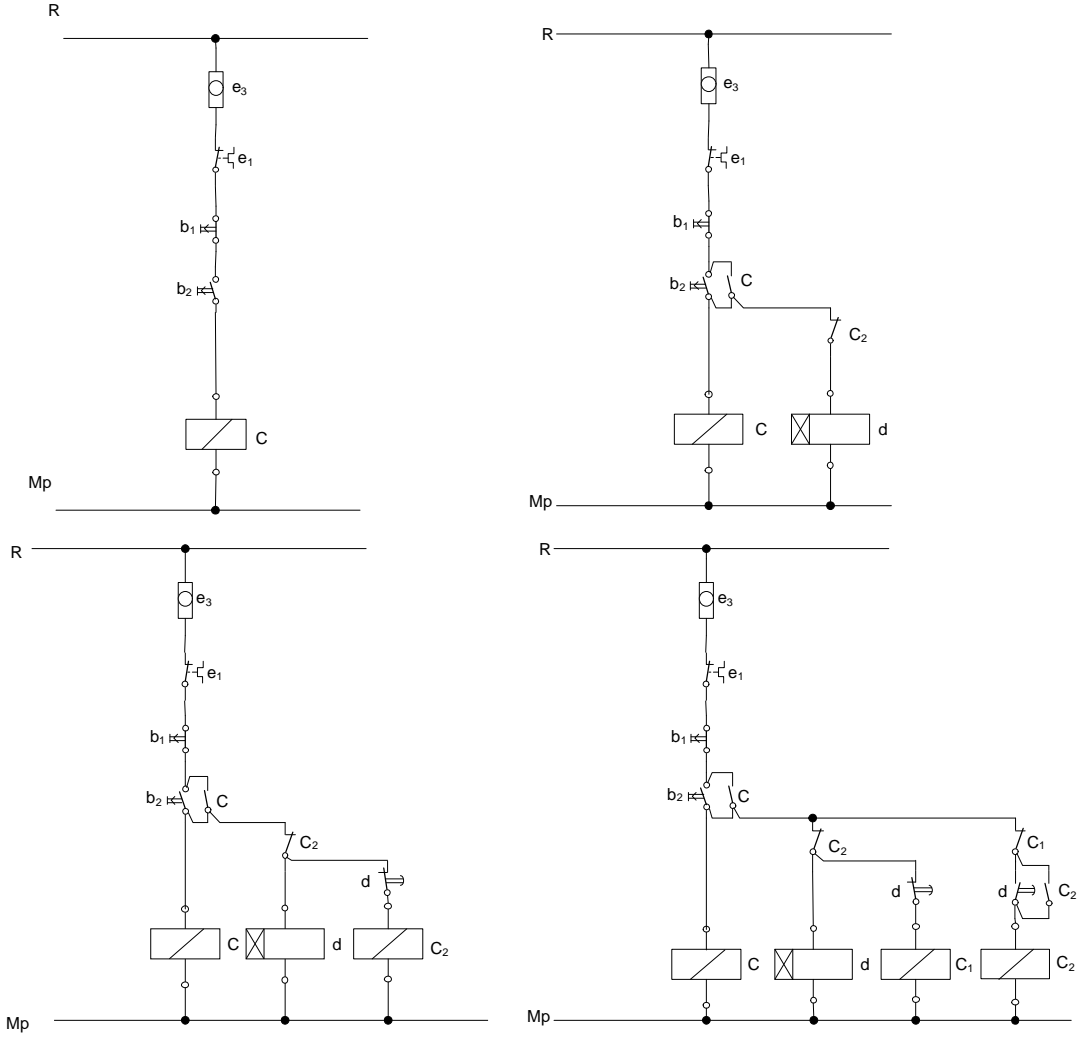 R
e₃
e₁
b₁
b₂
C
Mp
R
e₃
e₁
b₁
b₂ C
C₂
C d
Mp
R
e₃
e₁
b₁
b₂ C
C₂
d
C d C₂
Mp
R
e₃
e₁
b₁
b₂ C
C₂ C₁
d d C₂
C d C₁ C₂
Mp